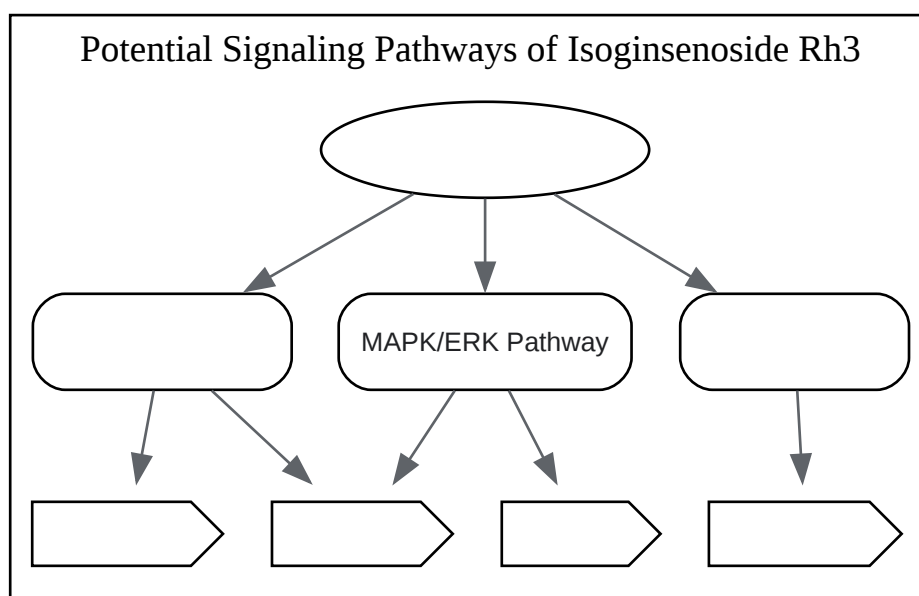 Potential Signaling Pathways of Isoginsenoside Rh3
MAPK/ERK Pathway